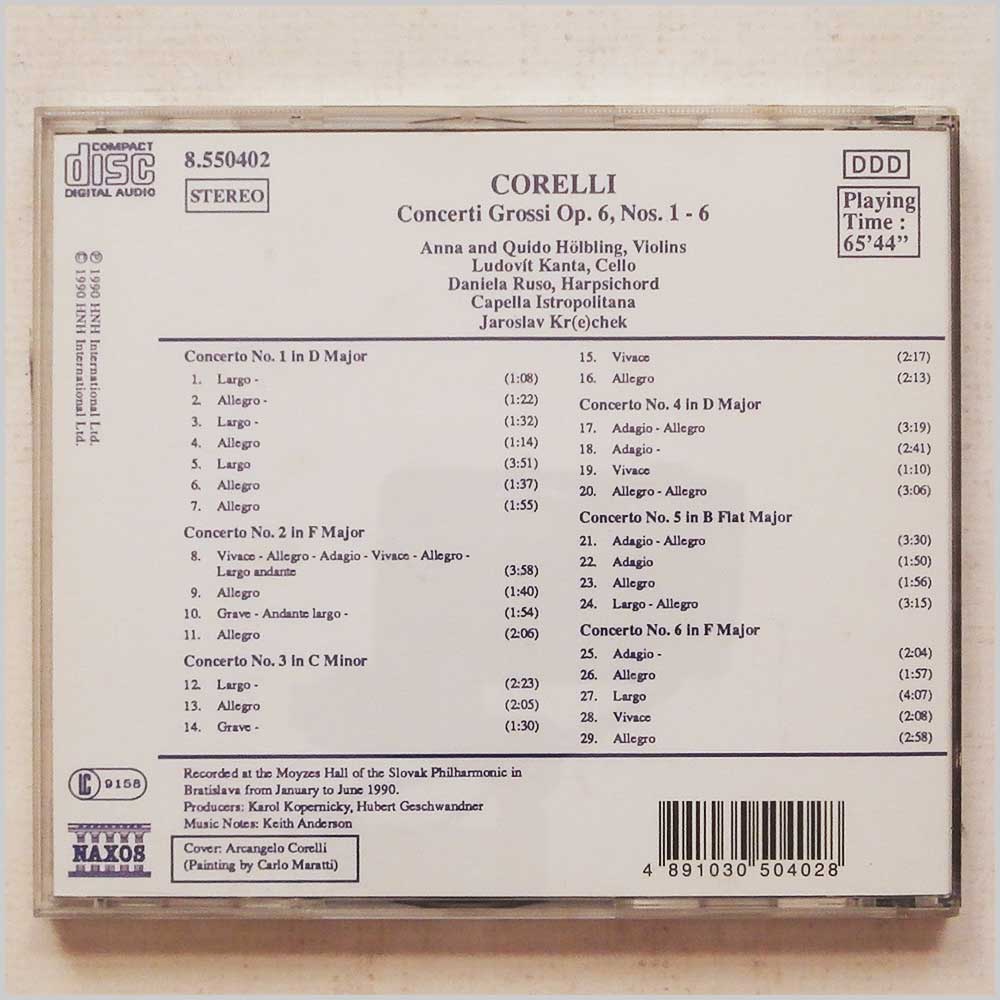 COMPACT
disc
DIGITAL AUDIO
8.550402
STEREO
CORELLI
Concerti Grossi Op. 6, Nos. 1 - 6
Anna and Quido Hölbling, Violins
Ludovít Kanta, Cello
Daniela Ruso, Harpsichord
Capella Istropolitana
Jaroslav Kr(e)chek
DDD
Playing
Time :
65'44”
℗ 1990 HNH International Ltd.
© 1990 HNH International Ltd.
Concerto No. 1 in D Major
1. Largo - (1:08)
2. Allegro - (1:22)
3. Largo - (1:32)
4. Allegro (1:14)
5. Largo (3:51)
6. Allegro (1:37)
7. Allegro (1:55)
Concerto No. 2 in F Major
8. Vivace - Allegro - Adagio - Vivace - Allegro -
Largo andante (3:58)
9. Allegro (1:40)
10. Grave - Andante largo - (1:54)
11. Allegro (2:06)
Concerto No. 3 in C Minor
12. Largo - (2:23)
13. Allegro (2:05)
14. Grave - (1:30)
15. Vivace (2:17)
16. Allegro (2:13)
Concerto No. 4 in D Major
17. Adagio - Allegro (3:19)
18. Adagio - (2:41)
19. Vivace (1:10)
20. Allegro - Allegro (3:06)
Concerto No. 5 in B Flat Major
21. Adagio - Allegro (3:30)
22. Adagio (1:50)
23. Allegro (1:56)
24. Largo - Allegro (3:15)
Concerto No. 6 in F Major
25. Adagio - (2:04)
26. Allegro (1:57)
27. Largo (4:07)
28. Vivace (2:08)
29. Allegro (2:58)
LC 9158
NAXOS
Recorded at the Moyzes Hall of the Slovak Philharmonic in
Bratislava from January to June 1990.
Producers: Karol Kopernicky, Hubert Geschwandner
Music Notes: Keith Anderson
Cover: Arcangelo Corelli
(Painting by Carlo Maratti)
4 891030 504028